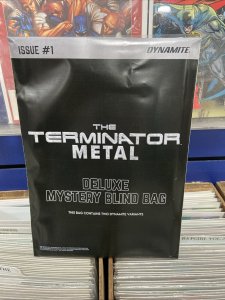 ISSUE #1
DYNAMITE
THE
TERMINATOR
METAL
DELUXE
MYSTERY BLIND BAG
THIS BAG CONTAINS TWO DYNAMITE VARIANTS